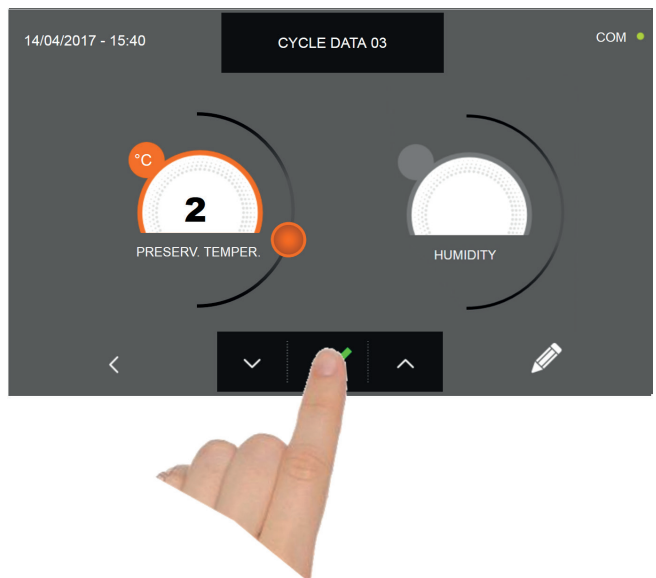 14/04/2017 - 15:40
CYCLE DATA 03
COM
°C
2
PRESERV. TEMPER.
HUMIDITY